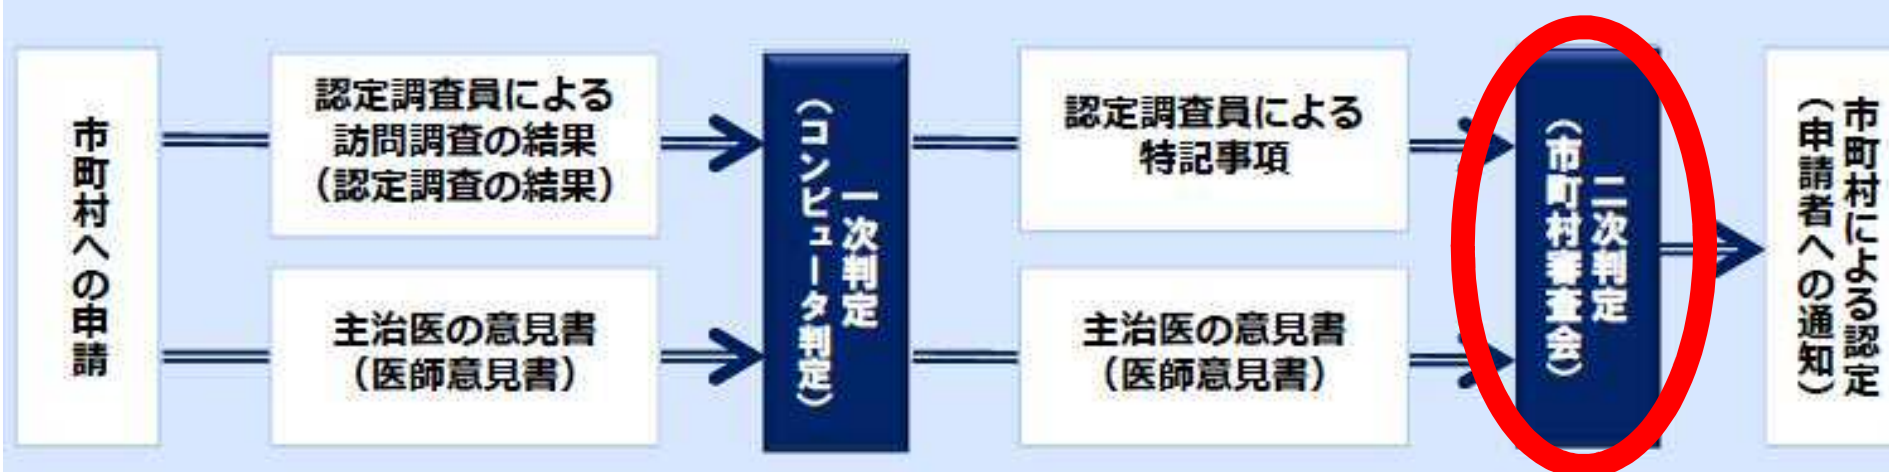 市町村への申請
認定調査員による
訪問調査の結果
（認定調査の結果）
主治医の意見書
（医師意見書）
一次判定
（コンピュータ判定）
認定調査員による
特記事項
主治医の意見書
（医師意見書）
二次判定
（市町村審査会）
市町村による認定
（申請者への通知）